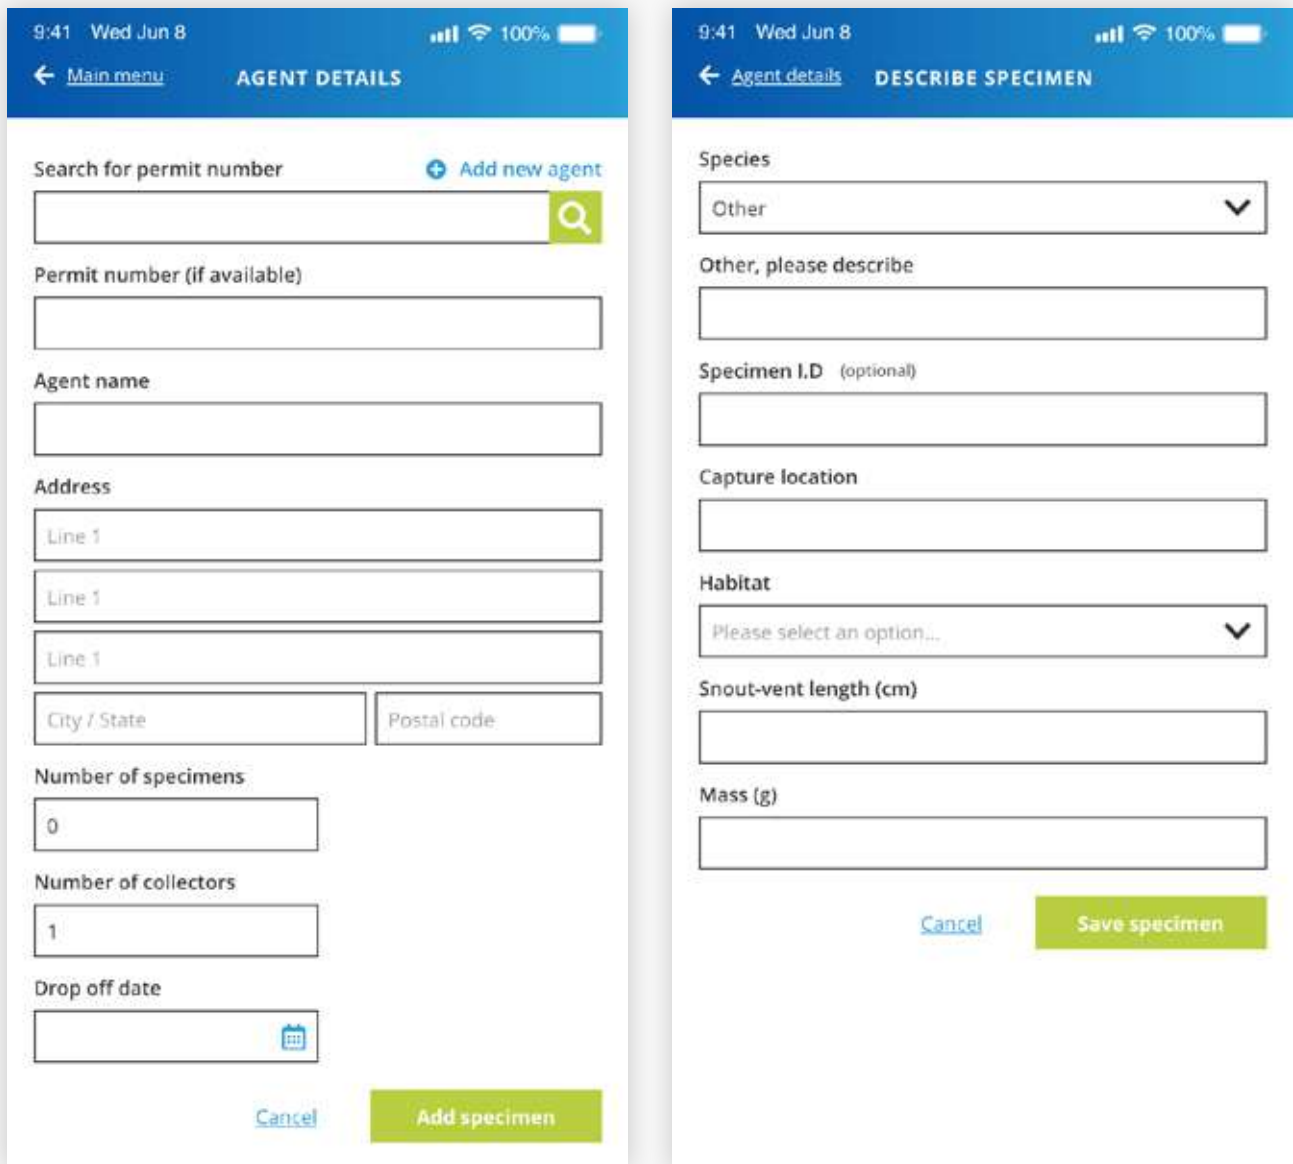 9:41 Wed Jun 8 100%
Main menu AGENT DETAILS
Search for permit number Add new agent
Permit number (if available)
Agent name
Address
Line 1
Line 1
Line 1
City / State Postal code
Number of specimens
0
Number of collectors
1
Drop off date
Cancel Add specimen
9:41 Wed Jun 8 100%
Agent details DESCRIBE SPECIMEN
Species
Other
Other, please describe
Specimen I.D (optional)
Capture location
Habitat
Please select an option...
Snout-vent length (cm)
Mass (g)
Cancel Save specimen